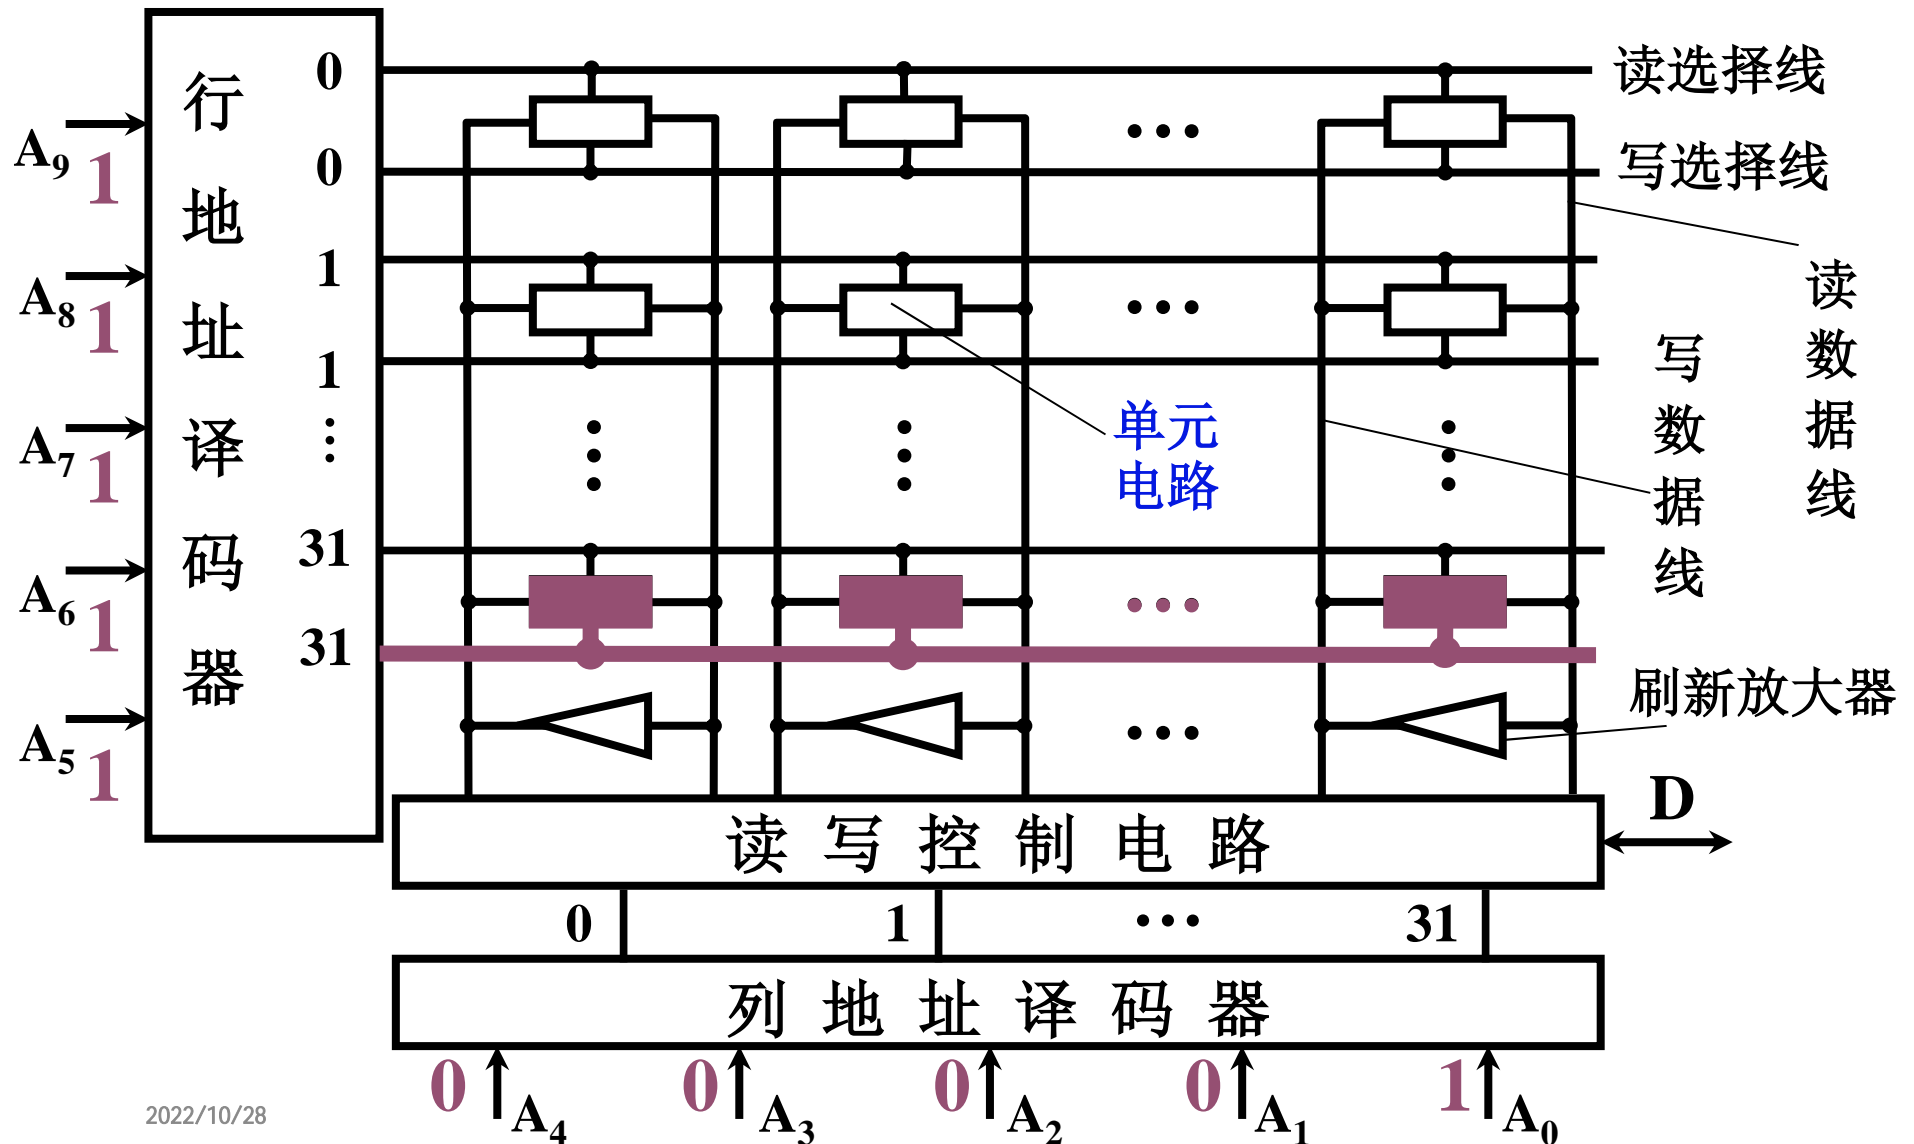 行地址译码器
0
0
1
1
⋮
31
31
A9 1
A8 1
A7 1
A6 1
A5 1
读选择线
写选择线
读数据线
写数据线
单元
电路
刷新放大器
D
读写控制电路
0 1 … 31
列地址译码器
0 A4 0 A3 0 A2 0 A1 1 A0
2022/10/28